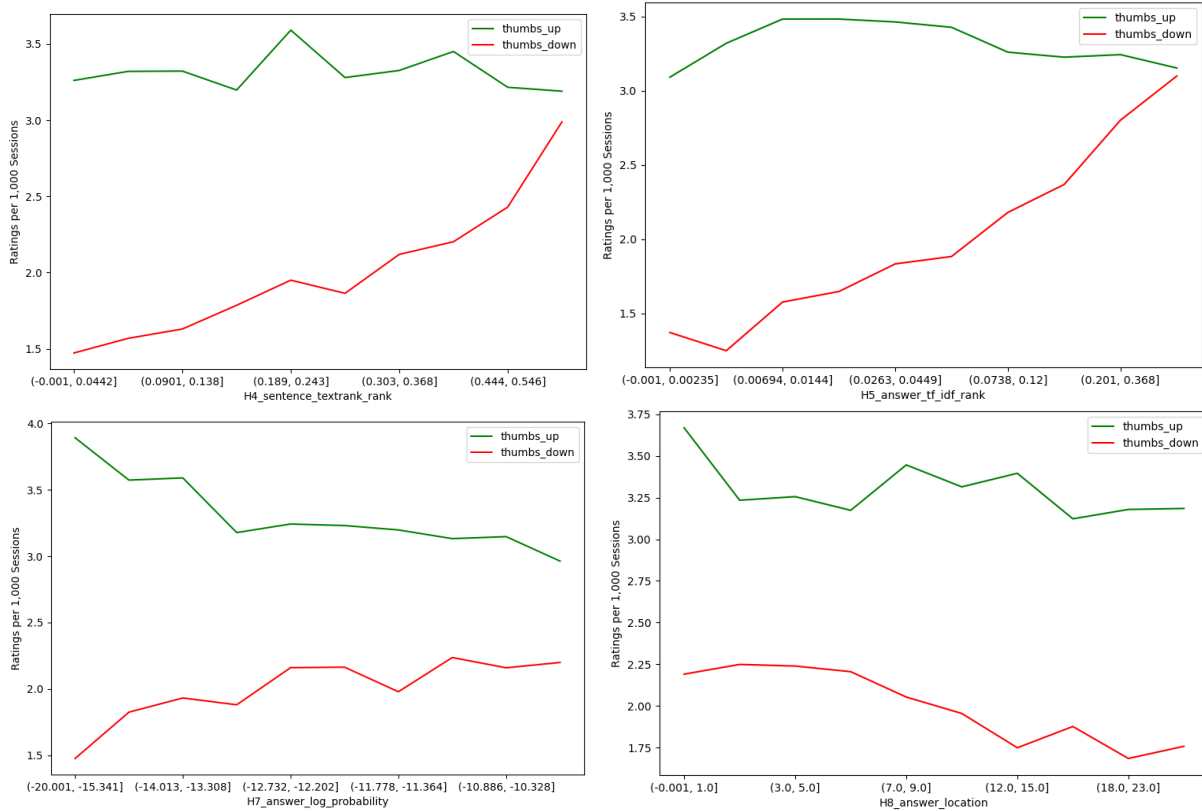 3.5
3.0
2.5
2.0
1.5
Ratings per 1,000 Sessions
thumbs_up
thumbs_down
(-0.001, 0.0442]
(0.0901, 0.138]
(0.189, 0.243]
(0.303, 0.368]
(0.444, 0.546]
H4_sentence_textrank_rank
3.5
3.0
2.5
2.0
1.5
Ratings per 1,000 Sessions
thumbs_up
thumbs_down
(-0.001, 0.00235]
(0.00694, 0.0144]
(0.0263, 0.0449]
(0.0738, 0.12]
(0.201, 0.368]
H5_answer_tf_idf_rank
4.0
3.5
3.0
2.5
2.0
1.5
Ratings per 1,000 Sessions
thumbs_up
thumbs_down
(-20.001, -15.341]
(-14.013, -13.308]
(-12.732, -12.202]
(-11.778, -11.364]
(-10.886, -10.328]
H7_answer_log_probability
3.75
3.50
3.25
3.00
2.75
2.50
2.25
2.00
1.75
Ratings per 1,000 Sessions
thumbs_up
thumbs_down
(-0.001, 1.0]
(3.0, 5.0]
(7.0, 9.0]
(12.0, 15.0]
(18.0, 23.0]
H8_answer_location